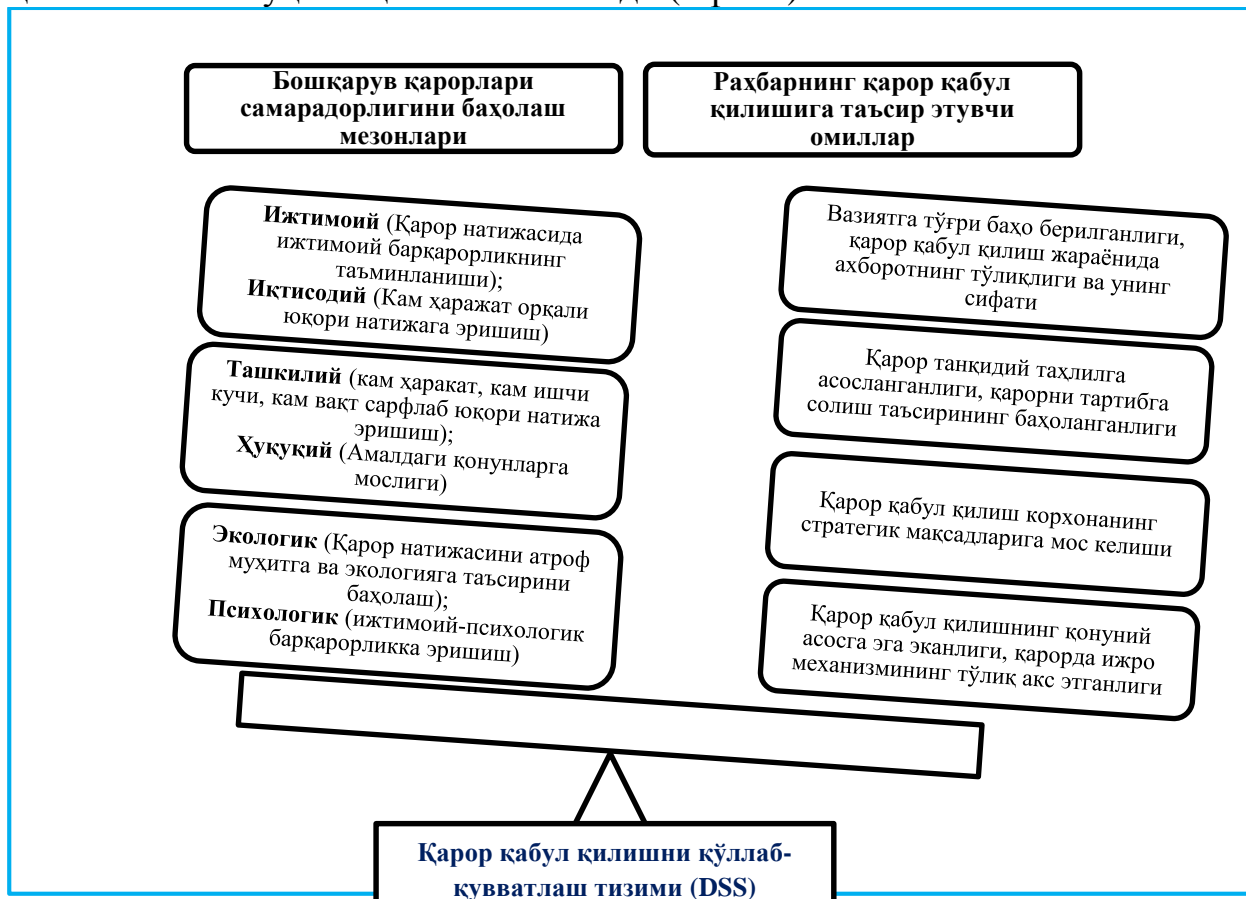 Бошқарув қарорлари
самарадорлигини баҳолаш
мезонлари
Раҳбарнинг қарор қабул
қилишига таъсир этувчи
омиллар
Ижтимоий (Қарор натижасида
ижтимоий барқарорликнинг
таъминланиши);
Иқтисодий (Кам ҳаражат орқали
юқори натижага эришиш)
Ташкилий (кам ҳаракат, кам ишчи
кучи, кам вақт сарфлаб юқори натижа
эришиш);
Ҳуқуқий (Амалдаги қонунларга
мослиги)
Экологик (Қарор натижасини атроф
муҳитга ва экологияга таъсирини
баҳолаш);
Психологик (ижтимоий-психологик
барқарорликка эришиш)
Вазиятга тўғри баҳо берилганлиги,
қарор қабул қилиш жараёнида
ахборотнинг тўлиқлиги ва унинг
сифати
Қарор танқидий таҳлилга
асосланганлиги, қарорни тартибга
солиш таъсирининг баҳоланганлиги
Қарор қабул қилиш корхонанинг
стратегик мақсадларига мос келиши
Қарор қабул қилишнинг қонуний
асосга эга эканлиги, қарорда ижро
механизмининг тўлиқ акс этганлиги
Қарор қабул қилишни қўллаб-
қувватлаш тизими (DSS)